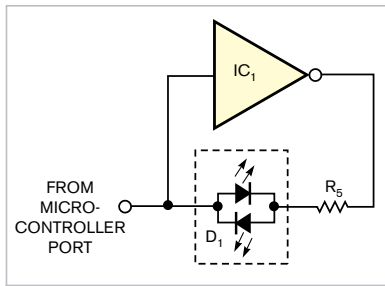 IC1
R5
FROM
MICRO-
CONTROLLER
PORT
D1